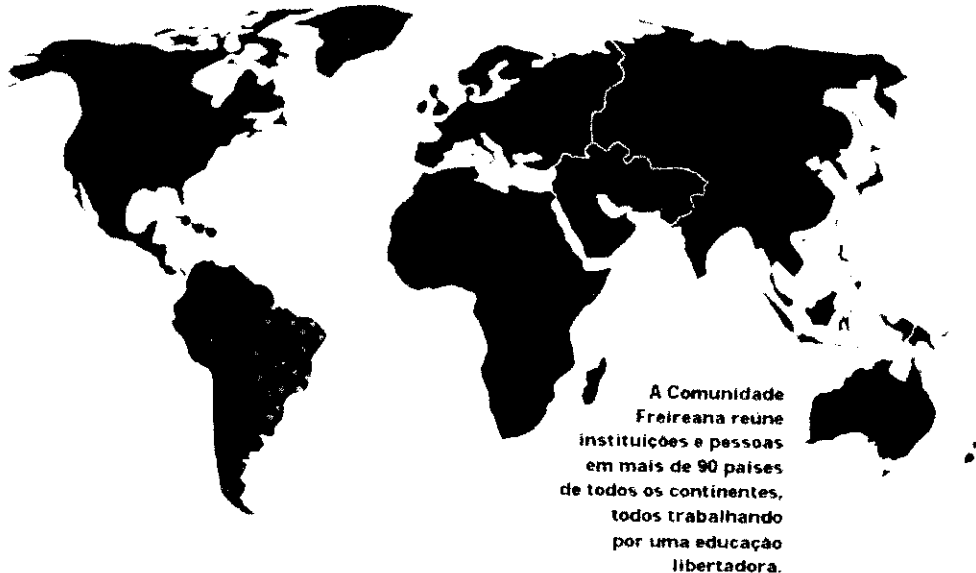 A Comunidade
Freireana reúne
instituições e pessoas
em mais de 90 países
de todos os continentes,
todos trabalhando
por uma educação
libertadora.